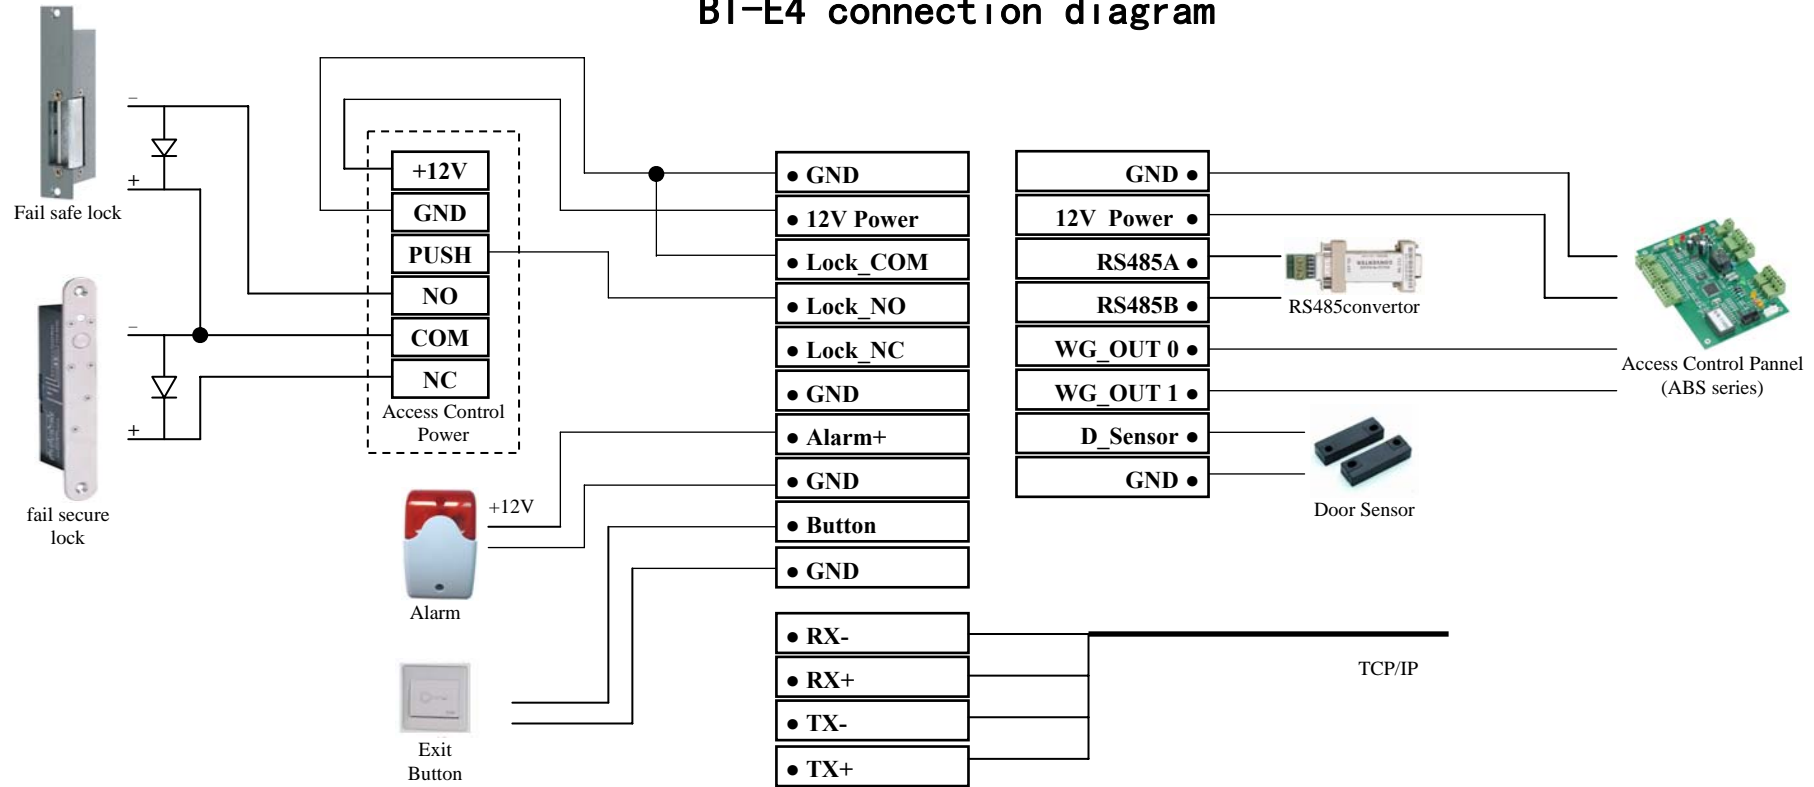 BT-E4 connection diagram
−
+
Fail safe lock
−
+
fail secure
lock
+12V
GND
PUSH
NO
COM
NC
Access Control
Power
+12V
Alarm
Exit
Button
● GND
● 12V Power
● Lock_COM
● Lock_NO
● Lock_NC
● GND
● Alarm+
● GND
● Button
● GND
● RX-
● RX+
● TX-
● TX+
GND ●
12V Power ●
RS485A ●
RS485B ●
WG_OUT 0 ●
WG_OUT 1 ●
D_Sensor ●
GND ●
RS485convertor
Access Control Pannel
(ABS series)
Door Sensor
TCP/IP